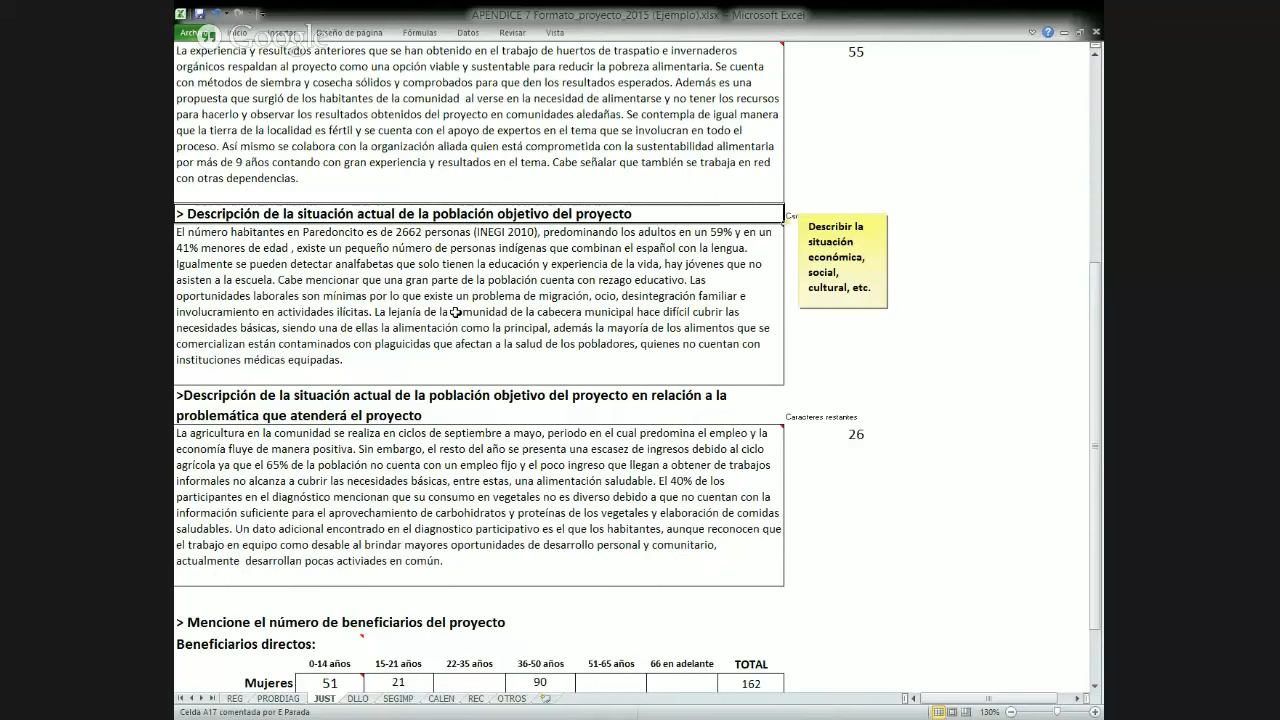 APENDICE 7 Formato_proyecto_2015 (Ejemplo).xlsx - Microsoft Excel
Archivo Inicio Insertar Diseño de página Fórmulas Datos Revisar Vista
Google
La experiencia y resultados anteriores que se han obtenido en el trabajo de huertos de traspatio e invernaderos
orgánicos respaldan al proyecto como una opción viable y sustentable para reducir la pobreza alimentaria. Se cuenta
con métodos de siembra y cosecha sólidos y comprobados para que den los resultados esperados. Además es una
propuesta que surgió de los habitantes de la comunidad al verse en la necesidad de alimentarse y no tener los recursos
para hacerlo y observar los resultados obtenidos del proyecto en comunidades aledañas. Se contempla de igual manera
que la tierra de la localidad es fértil y se cuenta con el apoyo de expertos en el tema que se involucran en todo el
proceso. Así mismo se colabora con la organización aliada quien está comprometida con la sustentabilidad alimentaria
por más de 9 años contando con gran experiencia y resultados en el tema. Cabe señalar que también se trabaja en red
con otras dependencias.
55
> Descripción de la situación actual de la población objetivo del proyecto
El número habitantes en Paredoncito es de 2662 personas (INEGI 2010), predominando los adultos en un 59% y en un
41% menores de edad , existe un pequeño número de personas indígenas que combinan el español con la lengua.
Igualmente se pueden detectar analfabetas que solo tienen la educación y experiencia de la vida, hay jóvenes que no
asisten a la escuela. Cabe mencionar que una gran parte de la población cuenta con rezago educativo. Las
oportunidades laborales son mínimas por lo que existe un problema de migración, ocio, desintegración familiar e
involucramiento en actividades ilícitas. La lejanía de la comunidad de la cabecera municipal hace difícil cubrir las
necesidades básicas, siendo una de ellas la alimentación como la principal, además la mayoría de los alimentos que se
comercializan están contaminados con plaguicidas que afectan a la salud de los pobladores, quienes no cuentan con
instituciones médicas equipadas.
Describir la
situación
económica,
social,
cultural, etc.
>Descripción de la situación actual de la población objetivo del proyecto en relación a la
problemática que atenderá el proyecto
Caracteres restantes
26
La agricultura en la comunidad se realiza en ciclos de septiembre a mayo, periodo en el cual predomina el empleo y la
economía fluye de manera positiva. Sin embargo, el resto del año se presenta una escasez de ingresos debido al ciclo
agrícola ya que el 65% de la población no cuenta con un empleo fijo y el poco ingreso que llegan a obtener de trabajos
informales no alcanza a cubrir las necesidades básicas, entre estas, una alimentación saludable. El 40% de los
participantes en el diagnóstico mencionan que su consumo en vegetales no es diverso debido a que no cuentan con la
información suficiente para el aprovechamiento de carbohidratos y proteínas de los vegetales y elaboración de comidas
saludables. Un dato adicional encontrado en el diagnostico participativo es el que los habitantes, aunque reconocen que
el trabajo en equipo como desable al brindar mayores oportunidades de desarrollo personal y comunitario,
actualmente desarrollan pocas activiades en común.
> Mencione el número de beneficiarios del proyecto
Beneficiarios directos:
0-14 años 15-21 años 22-35 años 36-50 años 51-65 años 66 en adelante TOTAL
Mujeres 51 21 90 162
REG PROBDIAG JUST DLLO SEGIMP CALEN REC OTROS
Celda A17 comentada por E Parada
130%